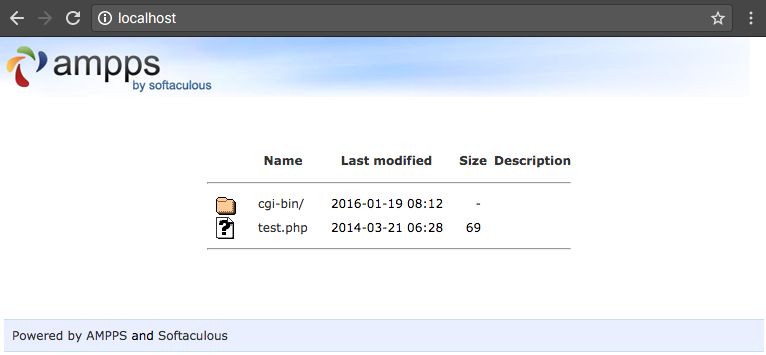 localhost
ampps
by softaculous
Name Last modified Size Description
cgi-bin/ 2016-01-19 08:12 -
? test.php 2014-03-21 06:28 69
Powered by AMPPS and Softaculous